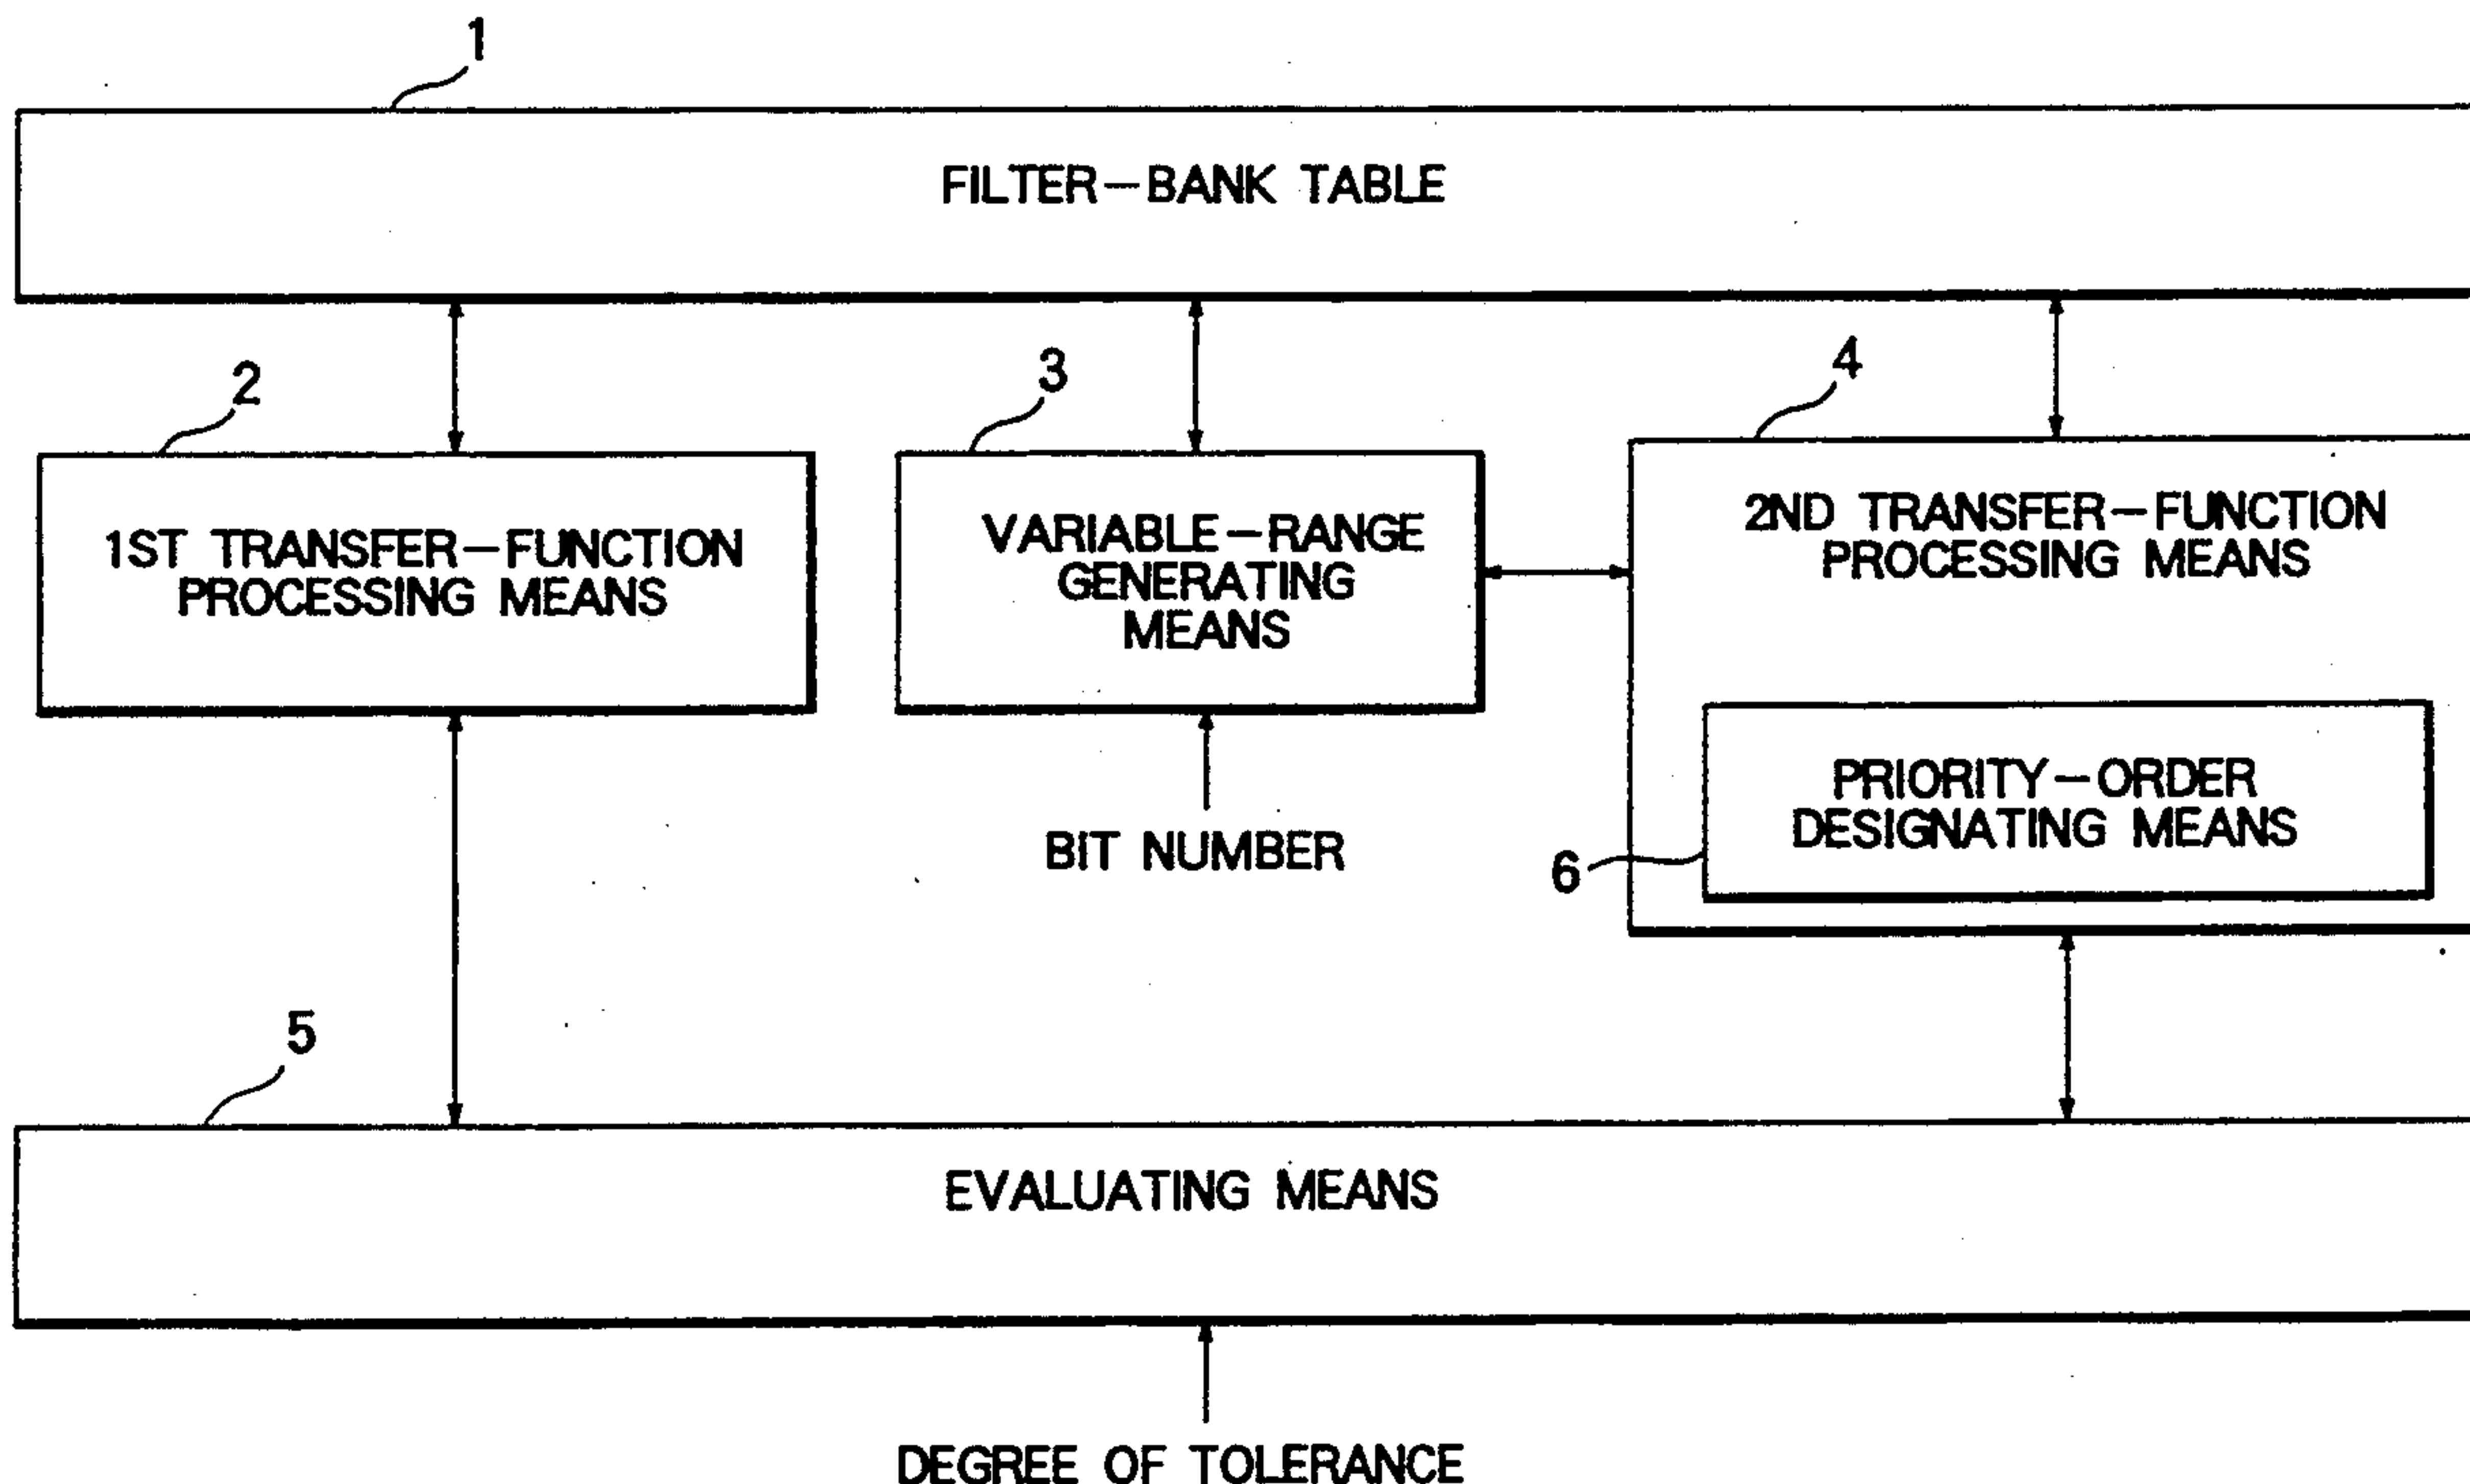 1
FILTER—BANK TABLE
2
3
4
1ST TRANSFER—FUNCTION
PROCESSING MEANS
VARIABLE—RANGE
GENERATING
MEANS
2ND TRANSFER—FUNCTION
PROCESSING MEANS
PRIORITY—ORDER
DESIGNATING MEANS
6
BIT NUMBER
5
EVALUATING MEANS
DEGREE OF TOLERANCE